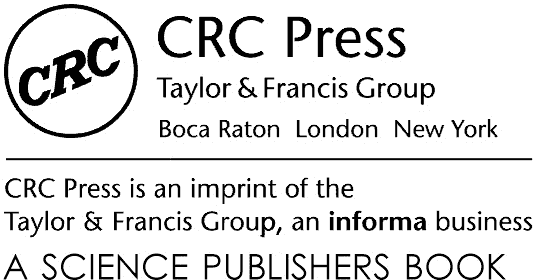 CRC
CRC Press
Taylor & Francis Group
Boca Raton London New York
CRC Press is an imprint of the
Taylor & Francis Group, an informa business
A SCIENCE PUBLISHERS BOOK